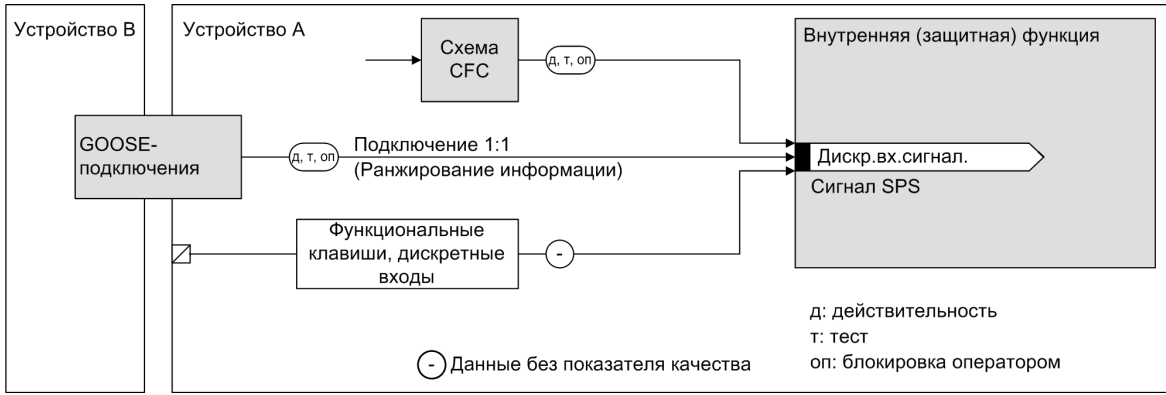 Устройство B
Устройство A
Схема
CFC
д, т, оп
Внутренняя (защитная) функция
GOOSE-
подключения
д, т, оп
Подключение 1:1
(Ранжирование информации)
Дискр.вх.сигнал.
Сигнал SPS
Функциональные
клавиши, дискретные
входы
-
д: действительность
т: тест
оп: блокировка оператором
- Данные без показателя качества